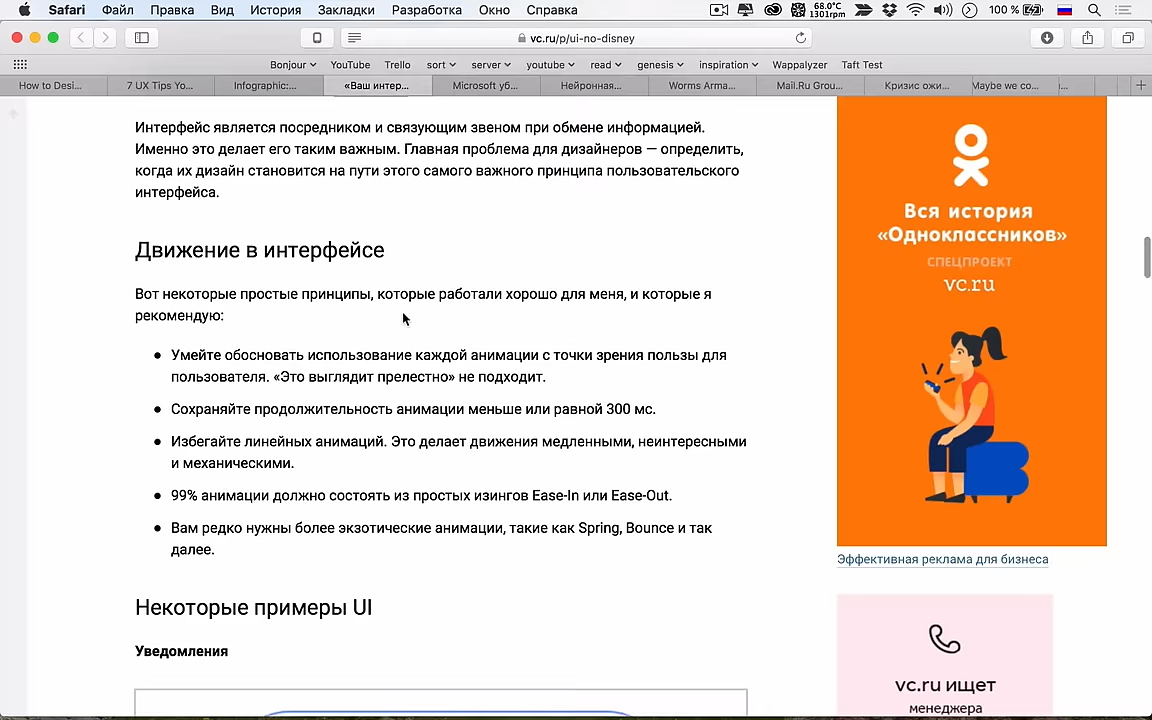 Safari Файл Правка Вид История Закладки Разработка Окно Справка 68.0°C 1301rpm 100 %
vc.ru/p/ui-no-disney
Bonjour YouTube Trello sort server youtube read genesis inspiration Wappalyzer Taft Test
How to Desi... 7 UX Tips Yo... Infographic:... «Ваш интер... Microsoft уб... Нейронная... Worms Arma... Mail.Ru Grou... Кризис ожи... Maybe we co... ...
Интерфейс является посредником и связующим звеном при обмене информацией.
Именно это делает его таким важным. Главная проблема для дизайнеров — определить,
когда их дизайн становится на пути этого самого важного принципа пользовательского
интерфейса.
Движение в интерфейсе
Вот некоторые простые принципы, которые работали хорошо для меня, и которые я
рекомендую:
• Умейте обосновать использование каждой анимации с точки зрения пользы для
пользователя. «Это выглядит прелестно» не подходит.
• Сохраняйте продолжительность анимации меньше или равной 300 мс.
• Избегайте линейных анимаций. Это делает движения медленными, неинтересными
и механическими.
• 99% анимации должно состоять из простых изингов Ease-In или Ease-Out.
• Вам редко нужны более экзотические анимации, такие как Spring, Bounce и так
далее.
Некоторые примеры UI
Уведомления
Вся история
«Одноклассников»
СПЕЦПРОЕКТ
vc.ru
Эффективная реклама для бизнеса
vc.ru ищет
менеджера